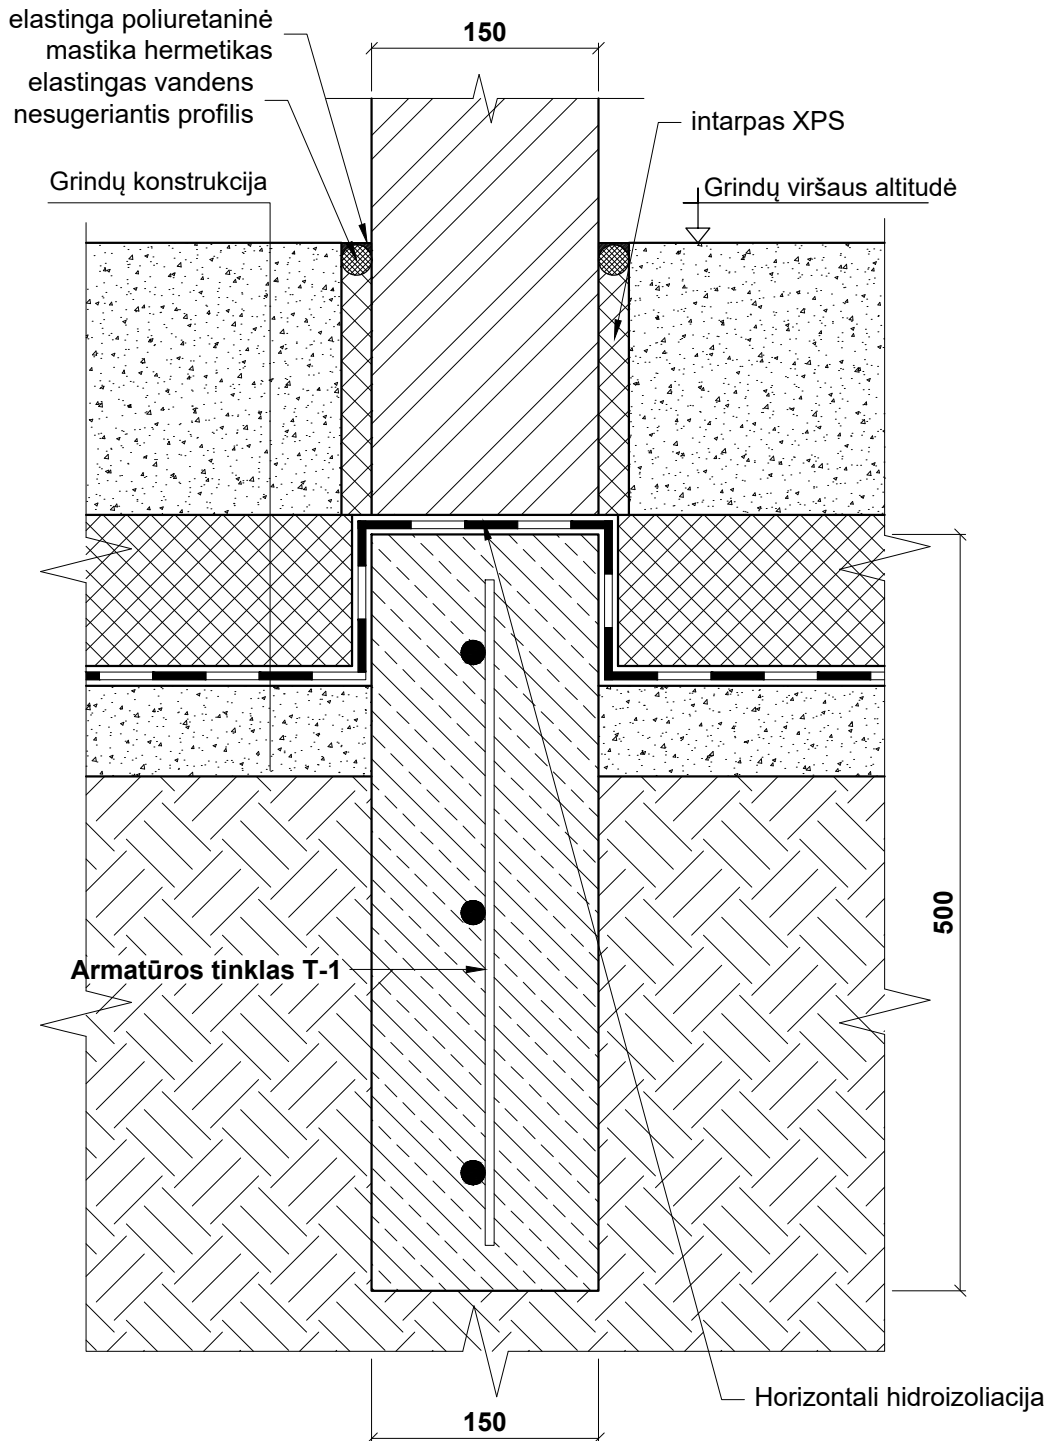 elastinga poliuretaninė
mastika hermetikas
elastingas vandens
nesugeriantis profilis
150
intarpas XPS
Grindų konstrukcija
Grindų viršaus altitudė
500
Armatūros tinklas T-1
Horizontali hidroizoliacija
150